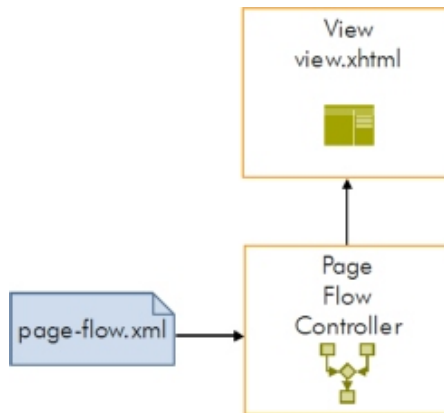 View
view.xhtml
Page
Flow
Controller
page-flow.xml